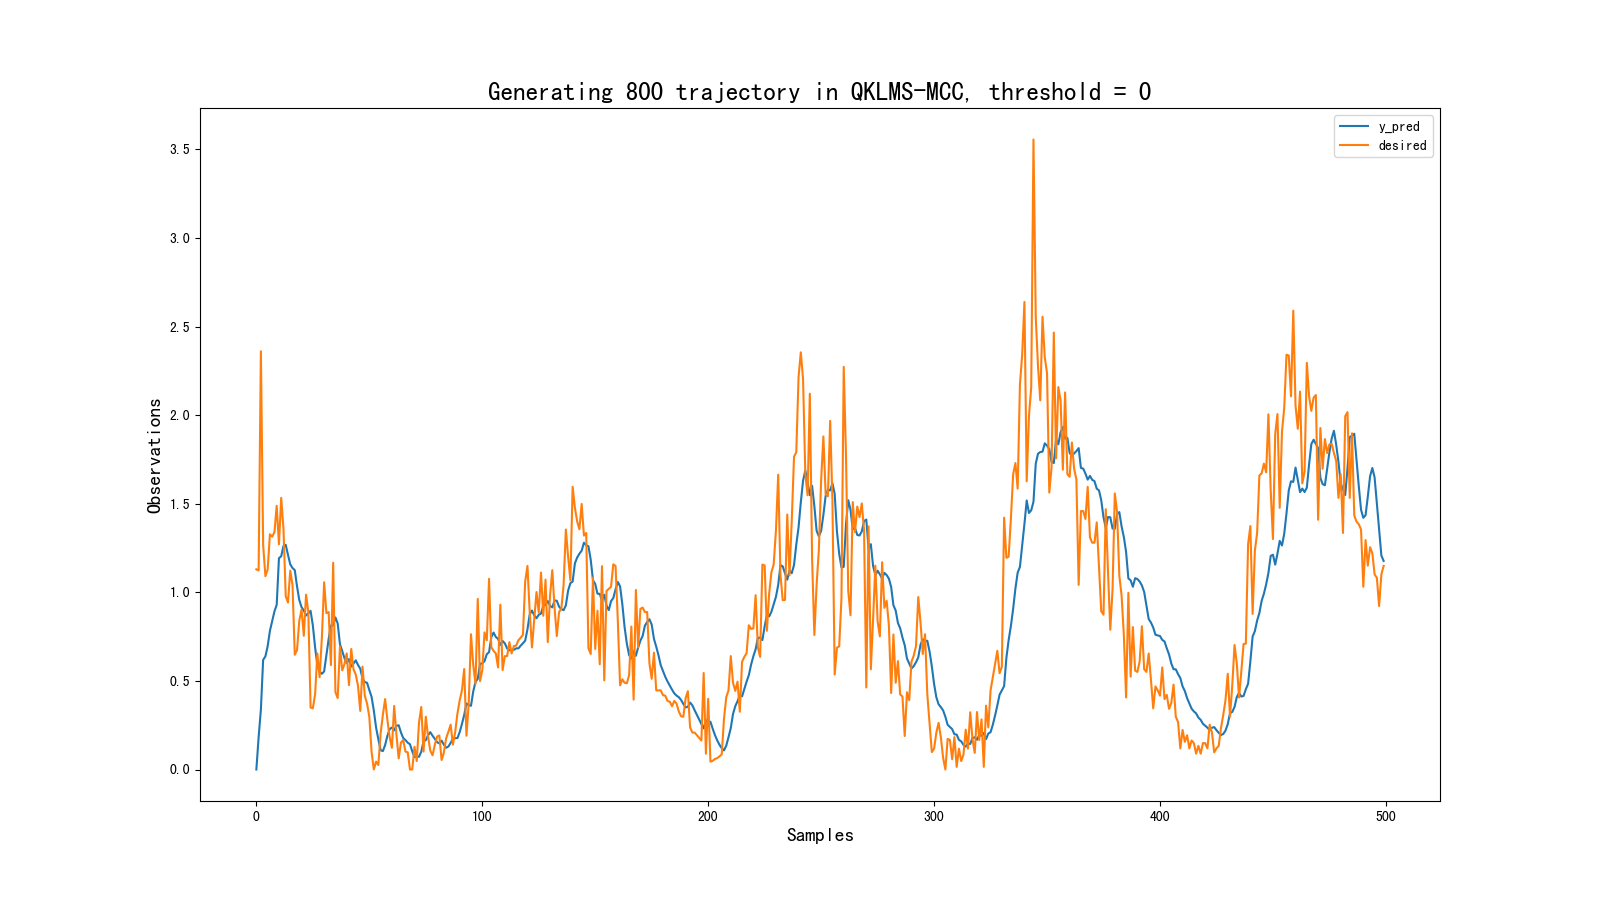 Generating 800 trajectory in QKLMS-MCC, threshold = 0
y_pred
desired
3.5
3.0
2.5
2.0
1.5
1.0
0.5
0.0
Observations
0 100 200 300 400 500
Samples